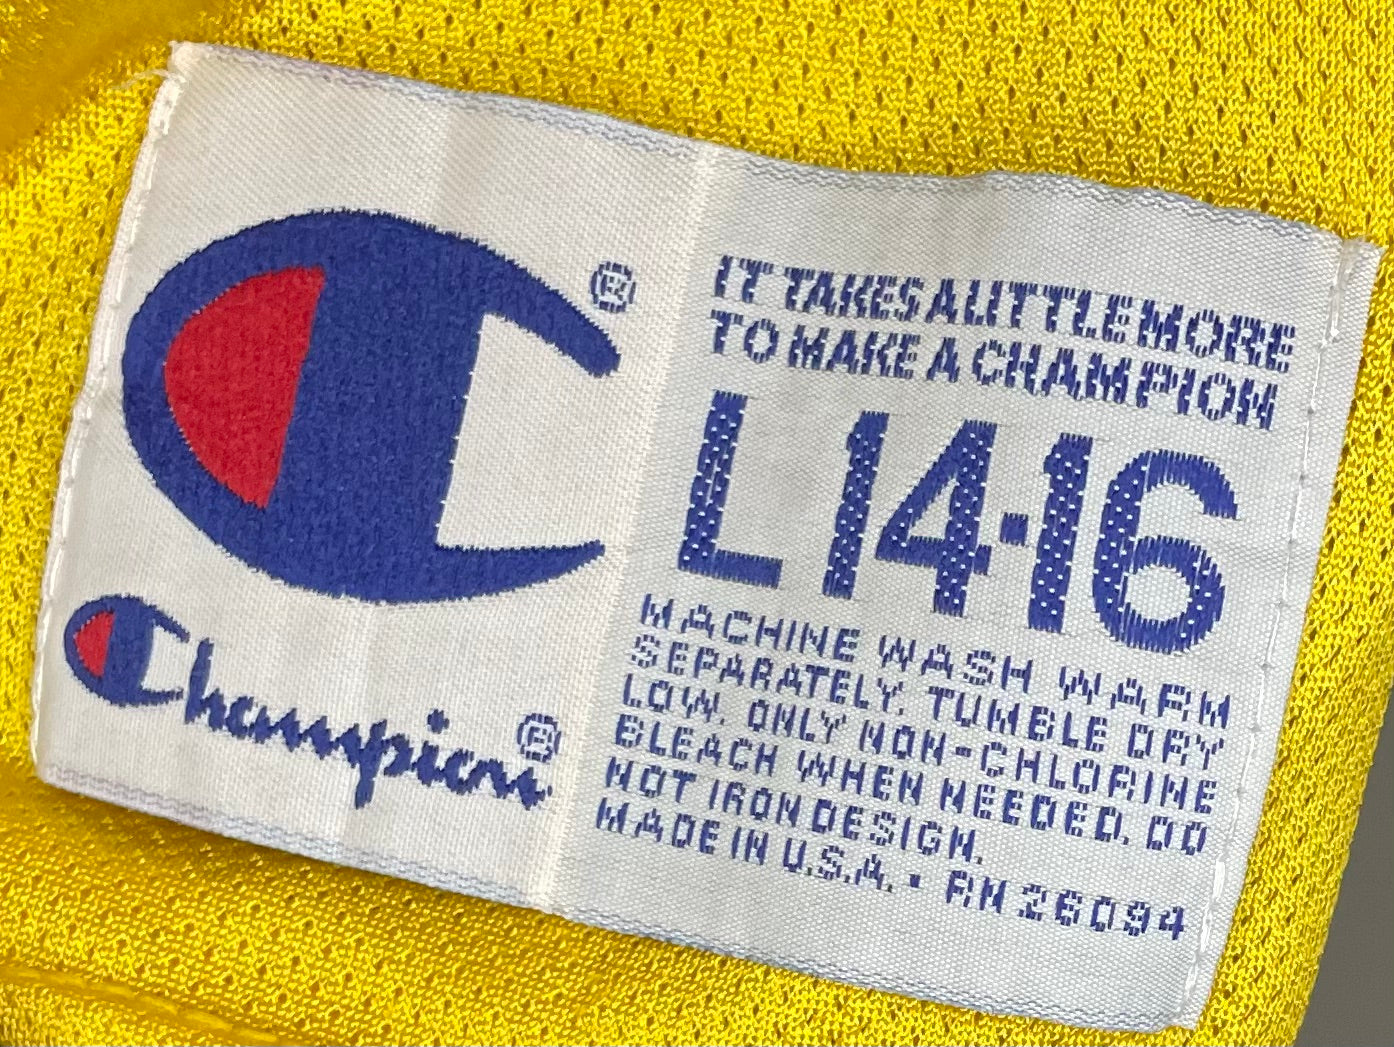 ®
Champion®
IT TAKES A LITTLE MORE
TO MAKE A CHAMPION
L 14-16
MACHINE WASH WARM
SEPARATELY. TUMBLE DRY
LOW. ONLY NON-CHLORINE
BLEACH WHEN NEEDED. DO
NOT IRON DESIGN.
MADE IN U.S.A. • RN 26094